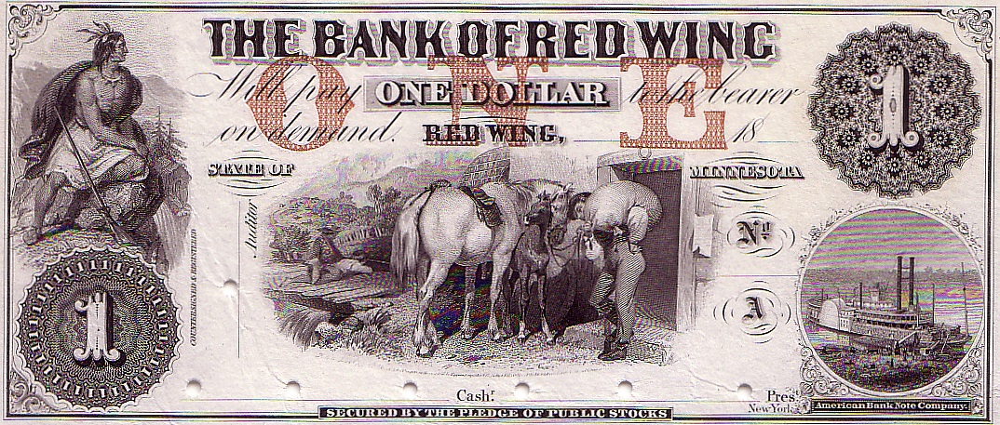 THE BANK OF RED WING
ONE
Will pay ONE DOLLAR to the bearer
on demand. RED WING, 18
1
STATE OF MINNESOTA
Auditor
COUNTERSIGNED & REGISTERED
No.
A
1
Cash.r Pres.t
New-York.
American Bank Note Company.
SECURED BY THE PLEDGE OF PUBLIC STOCKS